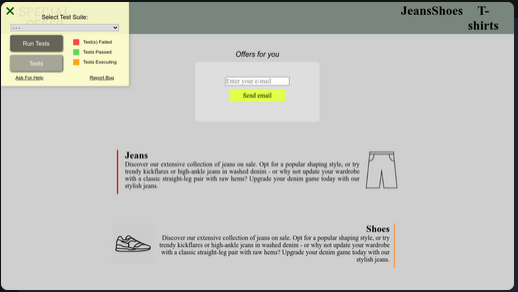 SPECIAL
Select Test Suite:
---
Run Tests
Tests
Test(s) Failed
Tests Passed
Tests Executing
Ask For Help
Report Bug
Jeans
Shoes
T-
shirts
Offers for you
Enter your e-mail
Send email
Jeans
Discover our extensive collection of jeans on sale. Opt for a popular shaping style, or try
trendy kickflares or high-ankle jeans in washed denim - or why not update your wardrobe
with a classic straight-leg pair with raw hems? Upgrade your denim game today with our
stylish jeans.
Shoes
Discover our extensive collection of jeans on sale. Opt for a popular shaping style, or try
trendy kickflares or high-ankle jeans in washed denim - or why not update your wardrobe
with a classic straight-leg pair with raw hems? Upgrade your denim game today with our
stylish jeans.